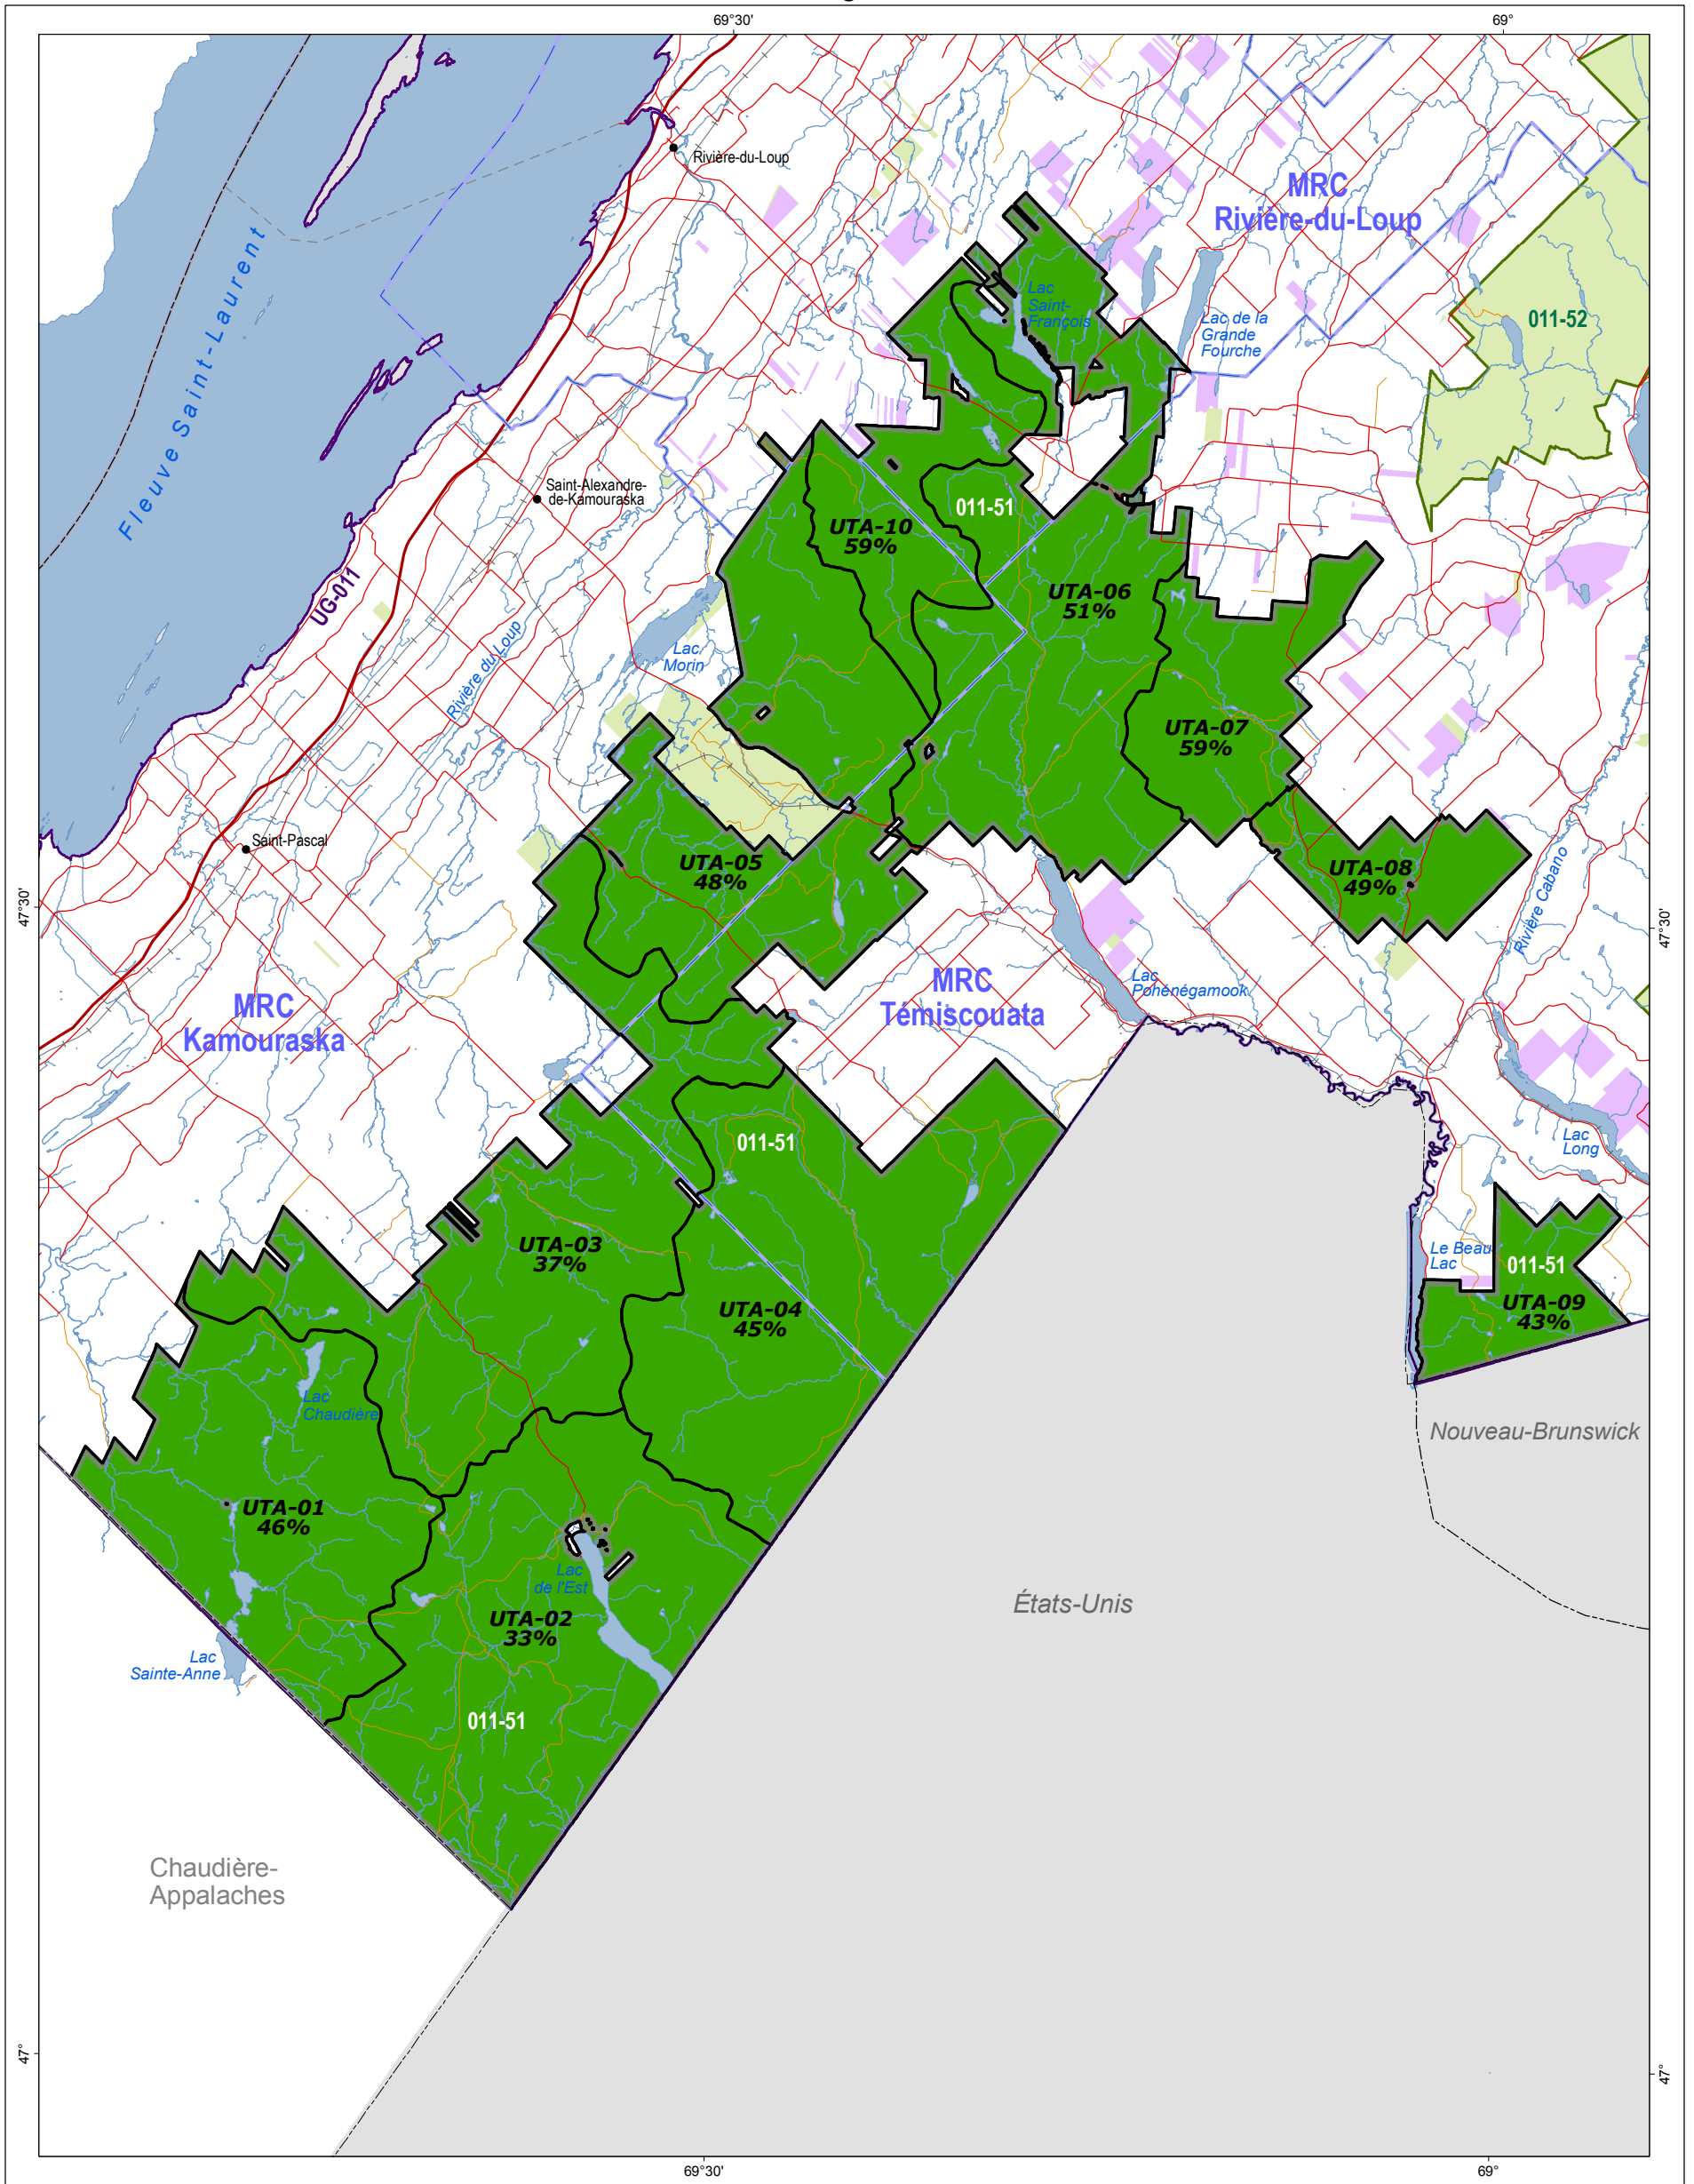 69°30'
69°
Rivière-du-Loup
MRC
Rivière-du-Loup
Fleuve Saint-Laurent
Lac
Saint-
François
Lac de la
Grande
Fourche
011-52
Saint-Alexandre-
de-Kamouraska
011-51
UTA-10
59%
UG-011
UTA-06
51%
Rivière du Loup
Lac
Morin
UTA-07
59%
Saint-Pascal
UTA-05
48%
UTA-08
49%
47°30'
47°30'
Rivière Cabano
MRC
Témiscouata
Lac
Pohénégamook
MRC
Kamouraska
011-51
Lac
Long
UTA-03
37%
Le Beau
Lac
011-51
UTA-09
43%
UTA-04
45%
Lac
Chaudière
Nouveau-Brunswick
UTA-01
46%
Lac
de l'Est
États-Unis
UTA-02
33%
Lac
Sainte-Anne
011-51
Chaudière-
Appalaches
47°
47°
69°30'
69°